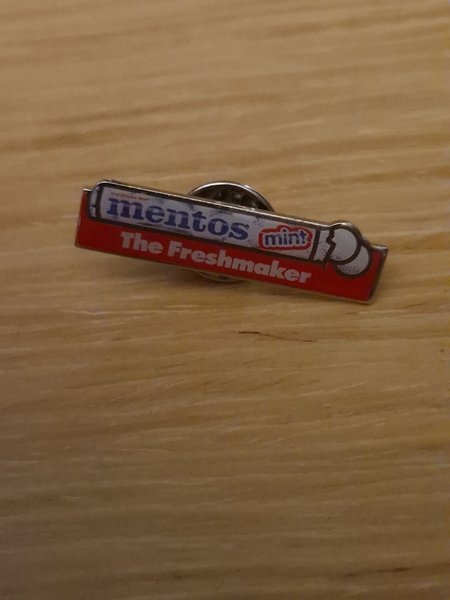 mentos
mint
The Freshmaker